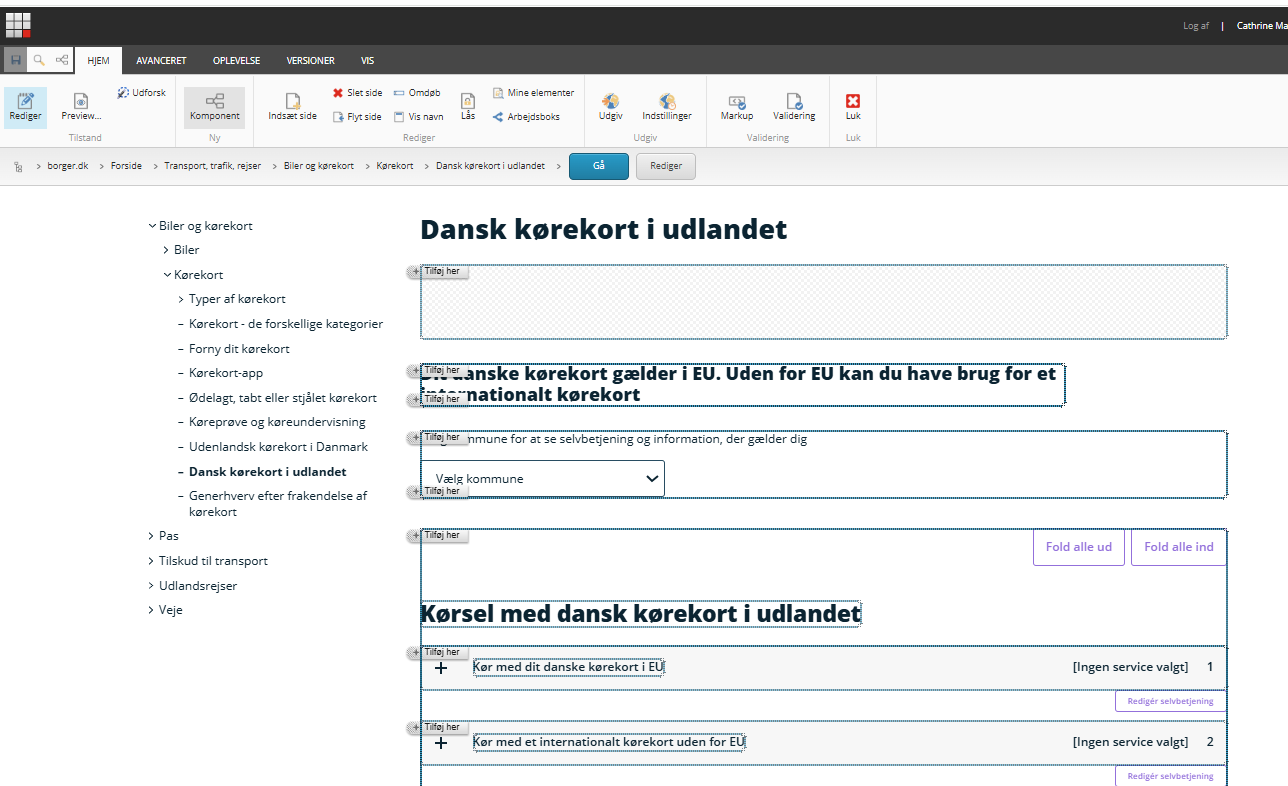 Log af | Cathrine Ma
HJEM AVANCERET OPLEVELSE VERSIONER VIS
Rediger Preview... Udforsk
Tilstand
Komponent
Ny
Indsæt side Slet side Omdøb Lås Mine elementer
Flyt side Vis navn Arbejdsboks
Rediger
Udgiv Indstillinger
Udgiv
Markup Validering
Validering
Luk
Luk
> borger.dk > Forside > Transport, trafik, rejser > Biler og kørekort > Kørekort > Dansk kørekort i udlandet > Gå Rediger
Biler og kørekort
Biler
Kørekort
Typer af kørekort
– Kørekort - de forskellige kategorier
– Forny dit kørekort
– Kørekort-app
– Ødelagt, tabt eller stjålet kørekort
– Køreprøve og køreundervisning
– Udenlandsk kørekort i Danmark
– Dansk kørekort i udlandet
– Generhverv efter frakendelse af
kørekort
Pas
Tilskud til transport
Udlandsrejser
Veje
Dansk kørekort i udlandet
+ Tilføj her
+ Tilføj her
danske kørekort gælder i EU. Uden for EU kan du have brug for et
+ Tilføj her
nationalt kørekort
+ Tilføj her
mmune for at se selvbetjening og information, der gælder dig
Vælg kommune
+ Tilføj her
+ Tilføj her
Fold alle ud Fold alle ind
Kørsel med dansk kørekort i udlandet
+ Tilføj her
+ Kør med dit danske kørekort i EU [Ingen service valgt] 1
Redigér selvbetjening
+ Tilføj her
+ Kør med et internationalt kørekort uden for EU [Ingen service valgt] 2
Redigér selvbetjening